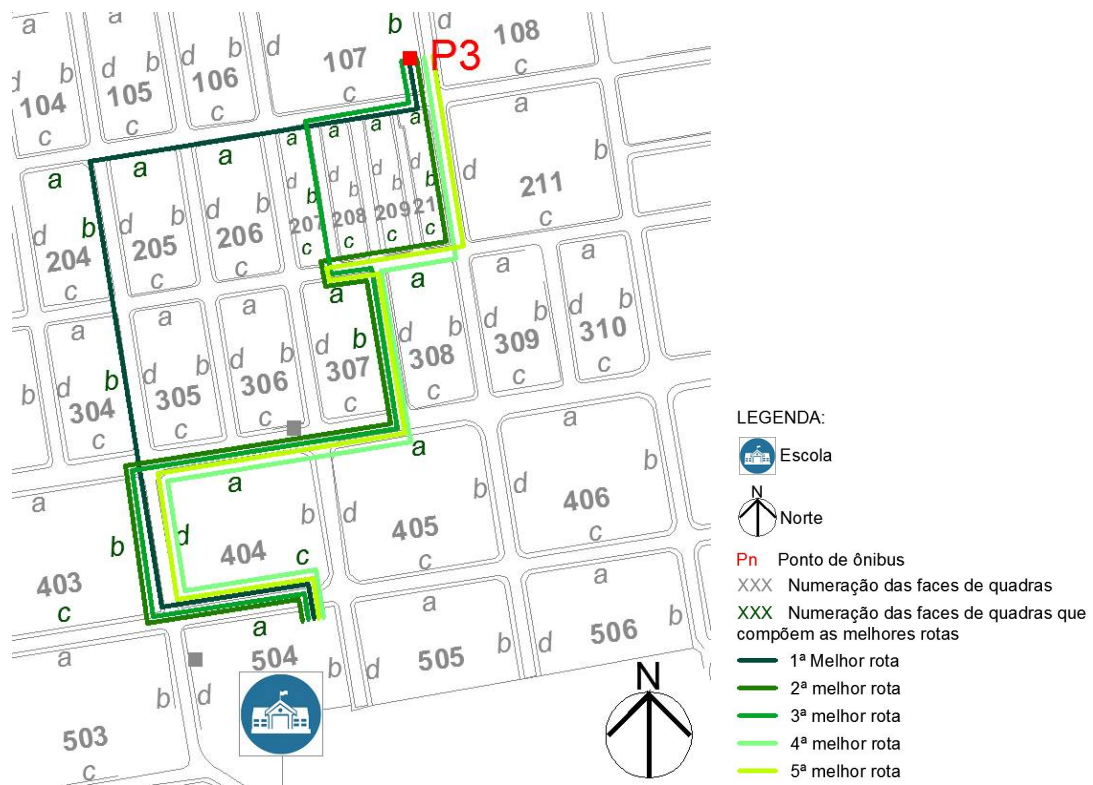 a
a
b
P3
d
108
d
b
d
b
d
107
c
d
b
104
105
106
c
c
c
c
a
a
a
a
a
a
a
a
b
d
211
c
d
b
204
c
d
b
205
c
d
b
206
c
d
b
207
c
d
b
208
c
d
b
209
c
b
21
c
a
a
a
a
a
a
a
b
d
b
304
c
d
b
305
c
d
b
306
c
d
b
307
c
d
b
308
c
d
b
309
c
d
b
310
c
a
a
a
a
b
403
c
d
404
b
c
d
405
b
c
d
406
b
c
a
a
a
a
b
503
c
d
504
b
d
505
b
d
506
b
N
LEGENDA:
Escola
N
Norte
Pn Ponto de ônibus
XXX Numeração das faces de quadras
XXX Numeração das faces de quadras que
compõem as melhores rotas
1ª Melhor rota
2ª melhor rota
3ª melhor rota
4ª melhor rota
5ª melhor rota